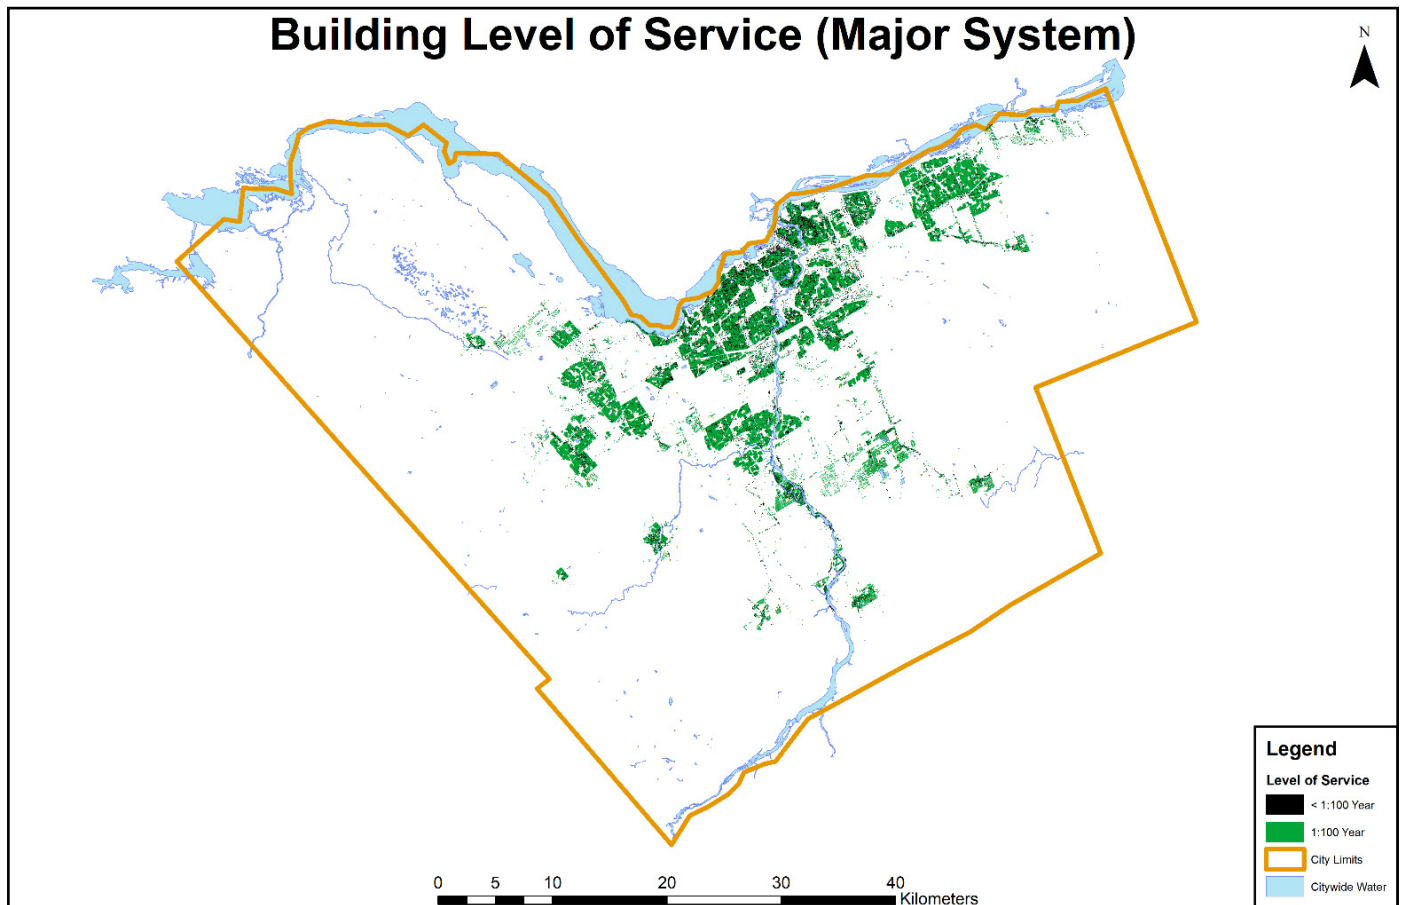 Building Level of Service (Major System)
N
Legend
Level of Service
< 1:100 Year
1:100 Year
City Limits
Citywide Water
0 5 10 20 30 40
Kilometers